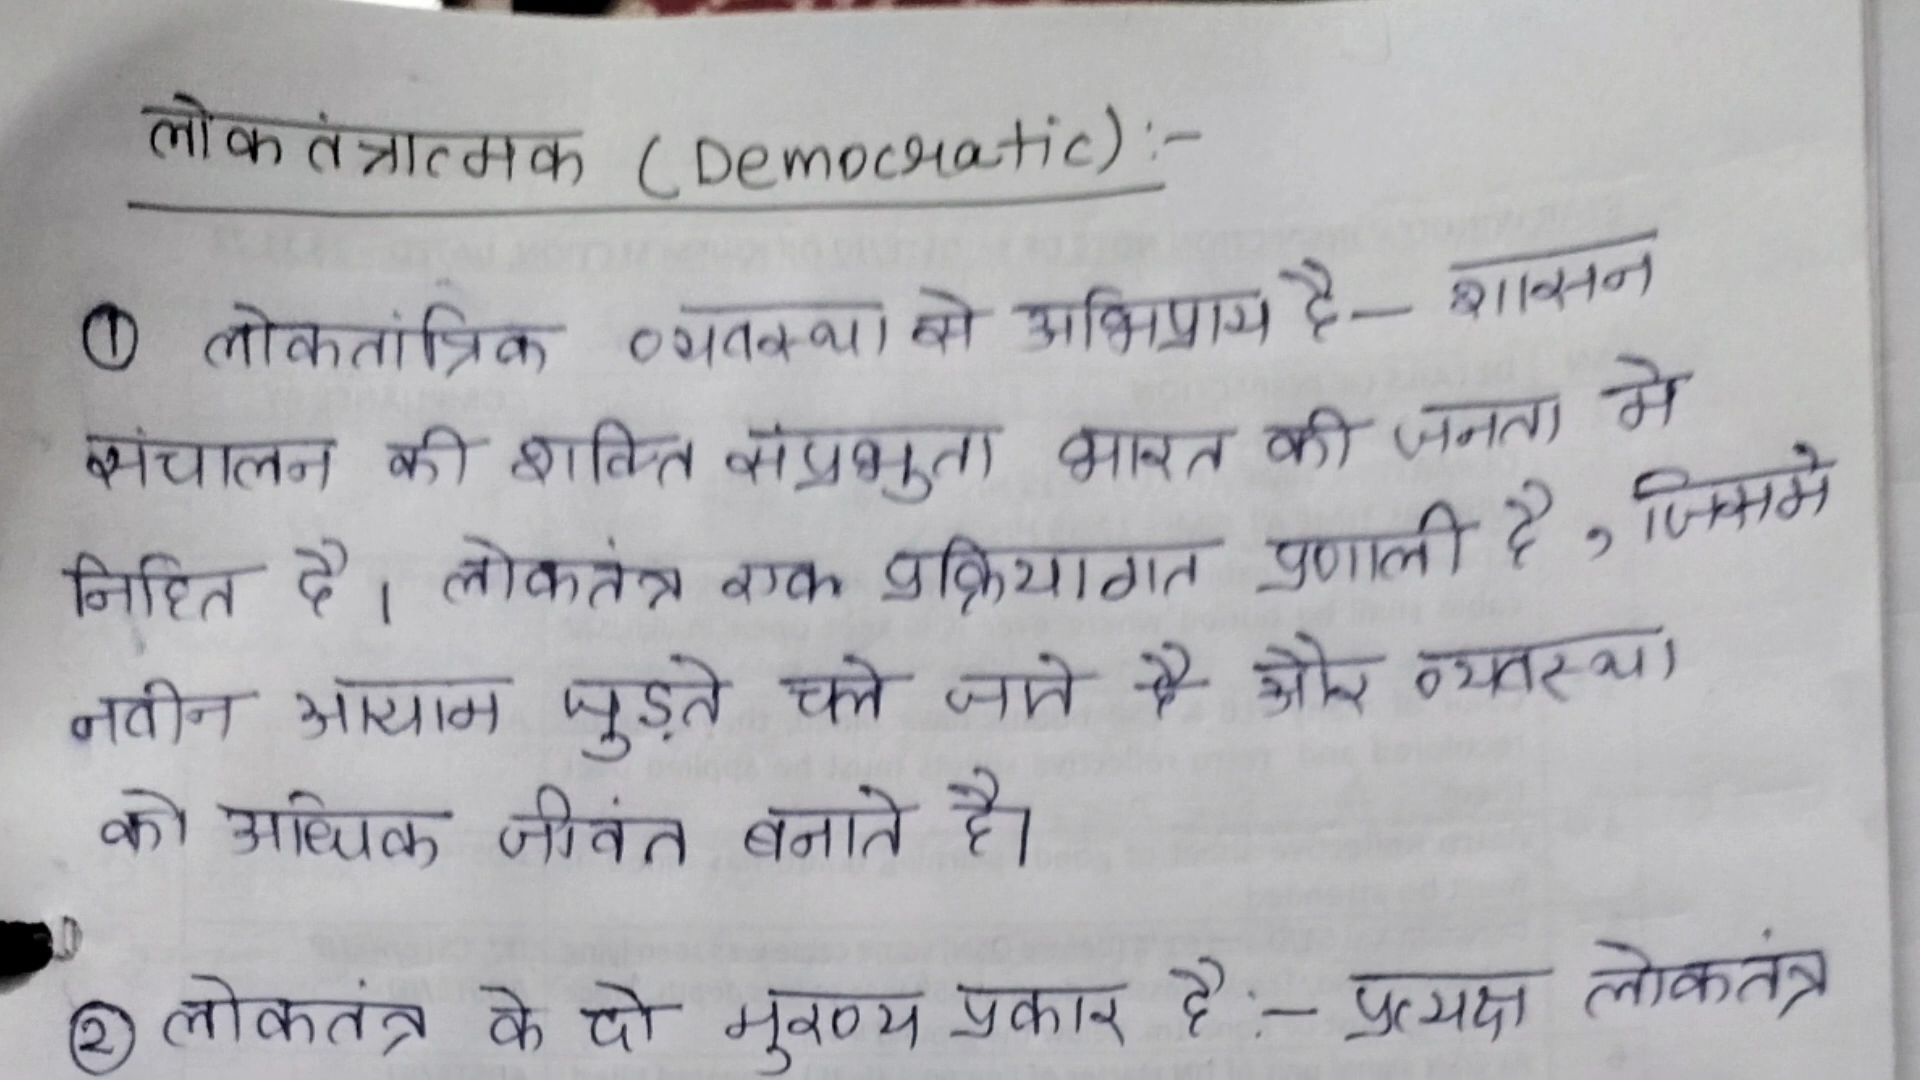 लोकतंत्रात्मक (Democratic):-
① लोकतांत्रिक व्यवस्था से अभिप्राय है - शासन
संचालन की शक्ति संप्रभुता भारत की जनता मे
निहित है। लोकतंत्र एक प्रक्रियागत प्रणाली है, जिसमे
नवीन आयाम जुड़ते चले जाते है और व्यवस्था
को अधिक जीवंत बनाते है।
② लोकतंत्र के दो मुख्य प्रकार है:- प्रत्यक्ष लोकतंत्र